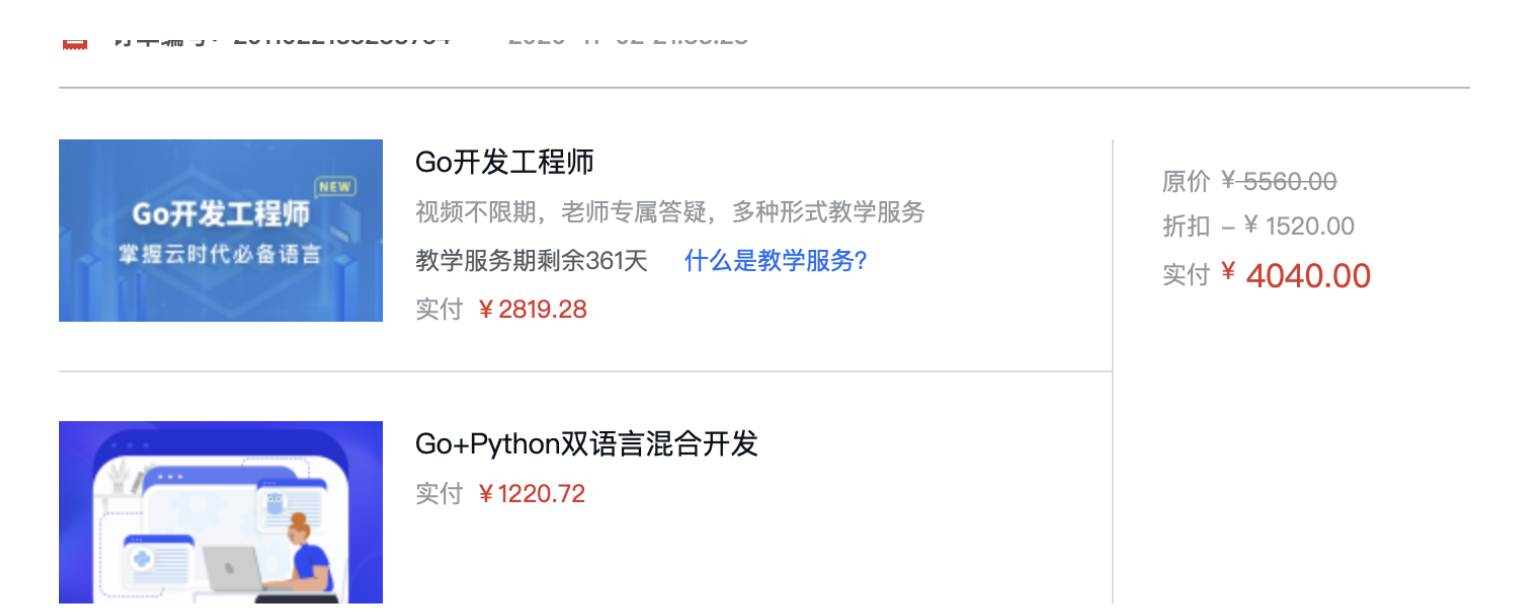 Go开发工程师
NEW
掌握云时代必备语言
Go开发工程师
视频不限期，老师专属答疑，多种形式教学服务
教学服务期剩余361天 什么是教学服务?
实付 ¥2819.28
原价 ¥5560.00
折扣 – ¥ 1520.00
实付 ¥ 4040.00
Go+Python双语言混合开发
实付 ¥1220.72